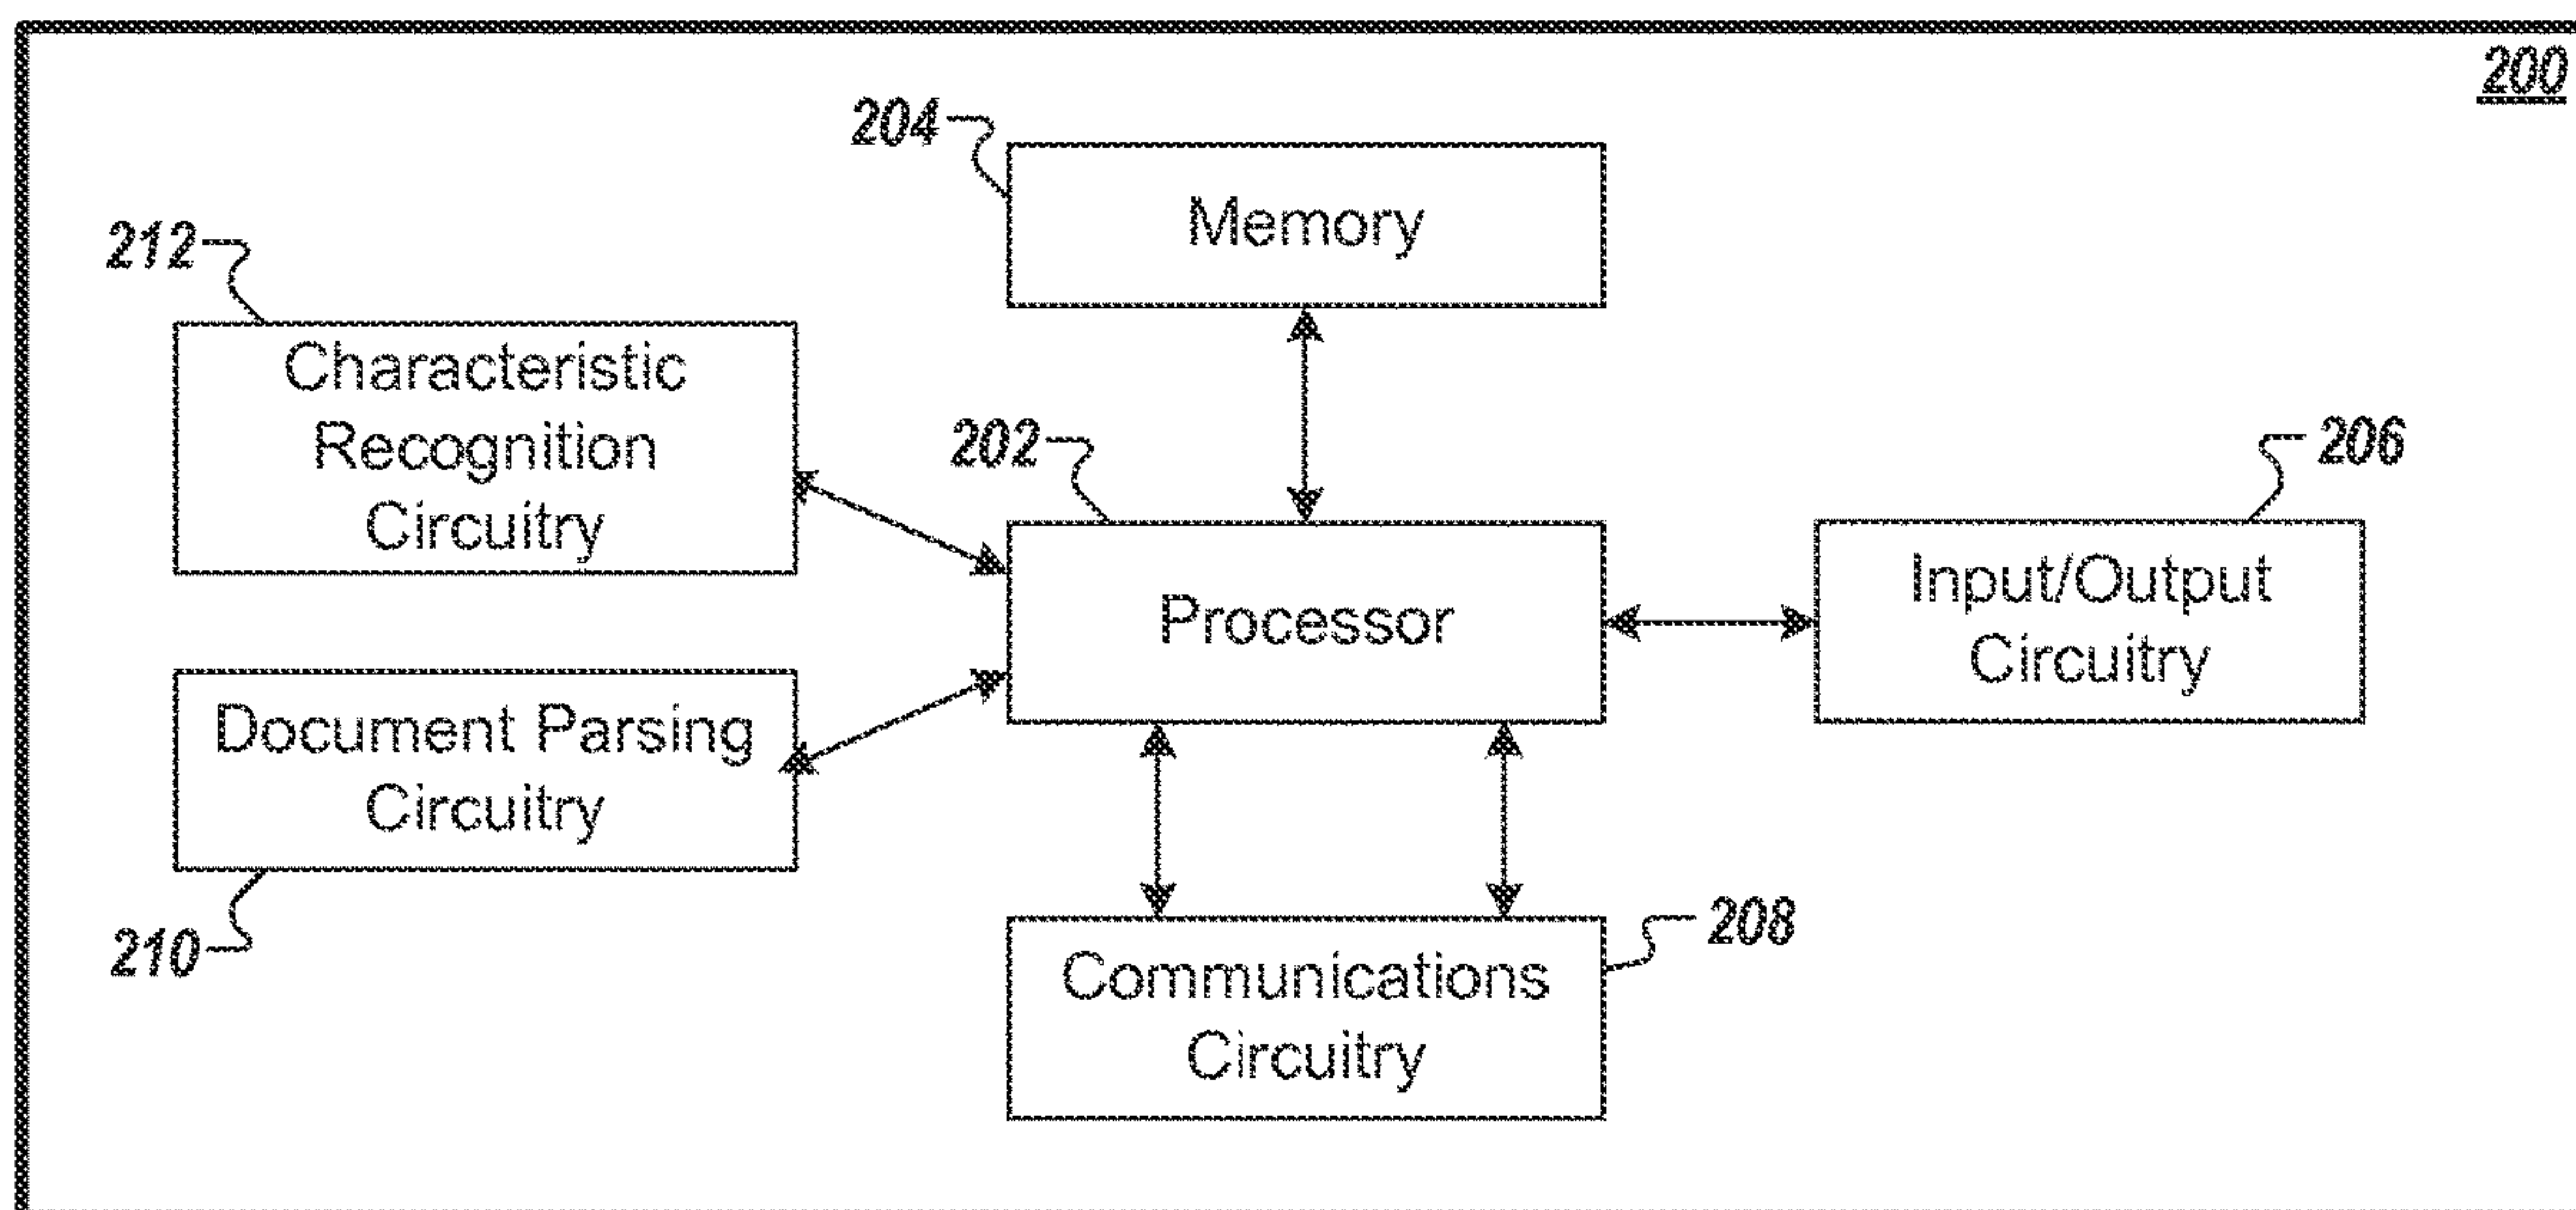 200
204
Memory
212
Characteristic
Recognition
Circuitry
202
206
Processor
Input/Output
Circuitry
Document Parsing
Circuitry
210
208
Communications
Circuitry